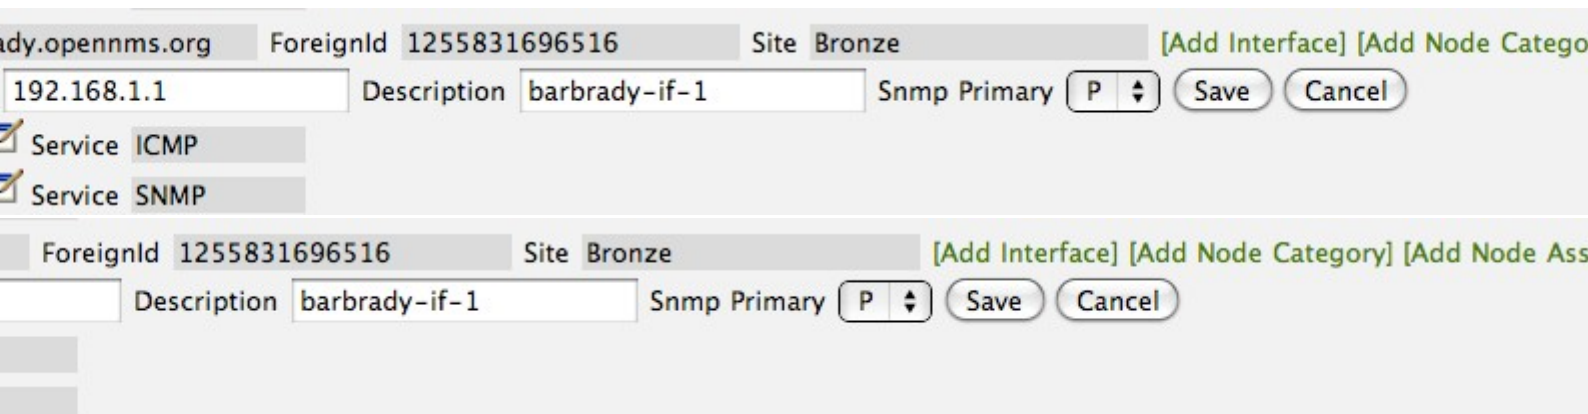 ady.opennms.org ForeignId 1255831696516 Site Bronze [Add Interface] [Add Node Catego
192.168.1.1 Description barbrady-if-1 Snmp Primary P Save Cancel
Service ICMP
Service SNMP
ForeignId 1255831696516 Site Bronze [Add Interface] [Add Node Category] [Add Node Ass
Description barbrady-if-1 Snmp Primary P Save Cancel